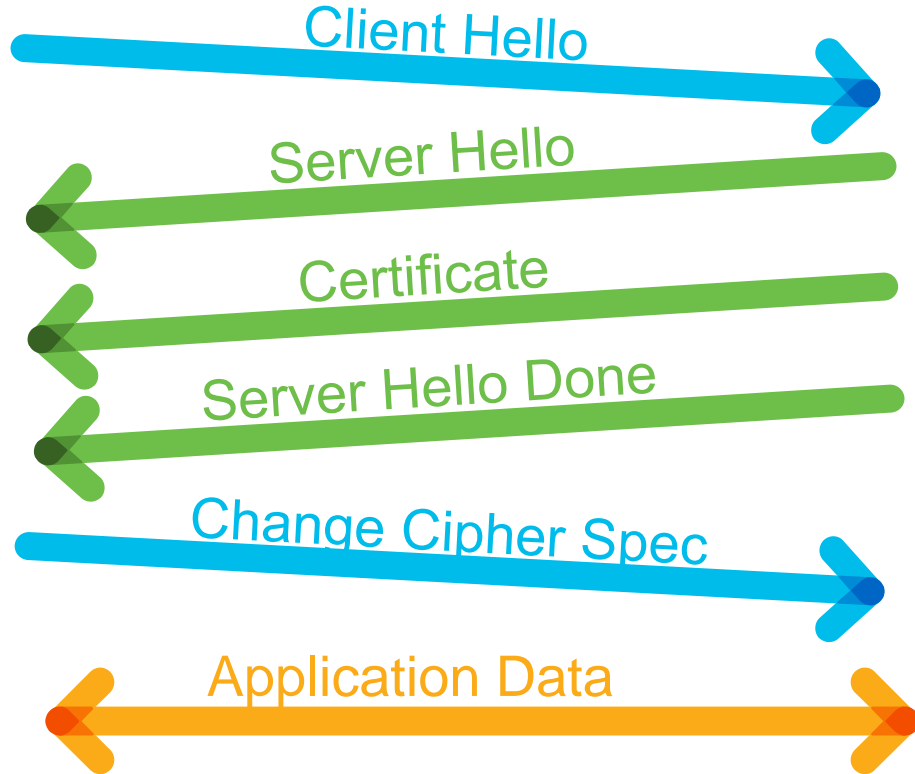 Client Hello
Server Hello
Certificate
Server Hello Done
Change Cipher Spec
Application Data